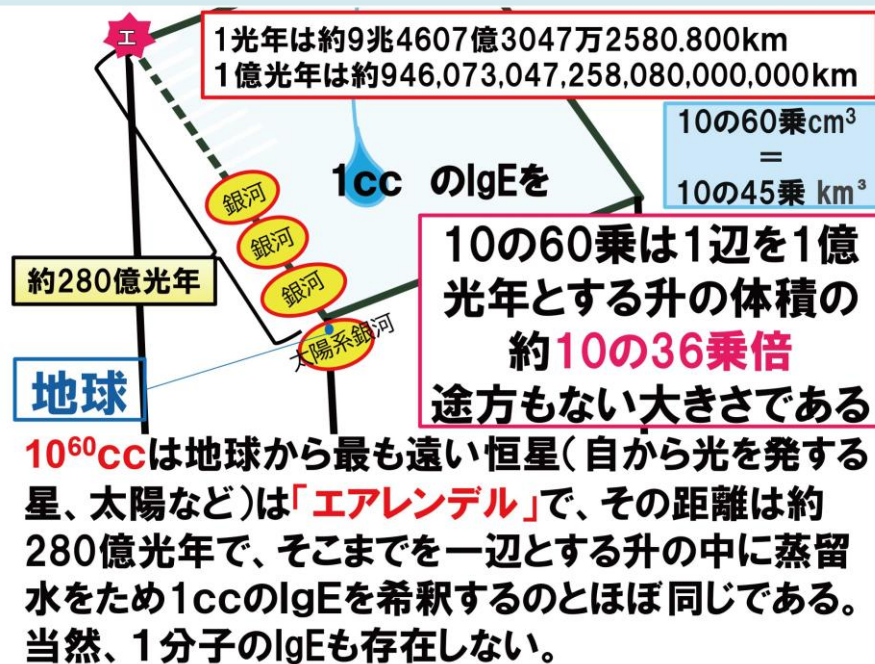 エ
1光年は約9兆4607億3047万2580.800km
1億光年は約946,073,047,258,080,000,000km
10の60乗cm³
=
10の45乗 km³
1cc のIgEを
銀河
銀河
銀河
太陽系銀河
約280億光年
地球
10の60乗は1辺を1億
光年とする升の体積の
約10の36乗倍
途方もない大きさである
10⁶⁰ccは地球から最も遠い恒星(自から光を発する
星、太陽など)は「エアレンデル」で、その距離は約
280億光年で、そこまでを一辺とする升の中に蒸留
水をため1ccのIgEを希釈するのとほぼ同じである。
当然、1分子のIgEも存在しない。